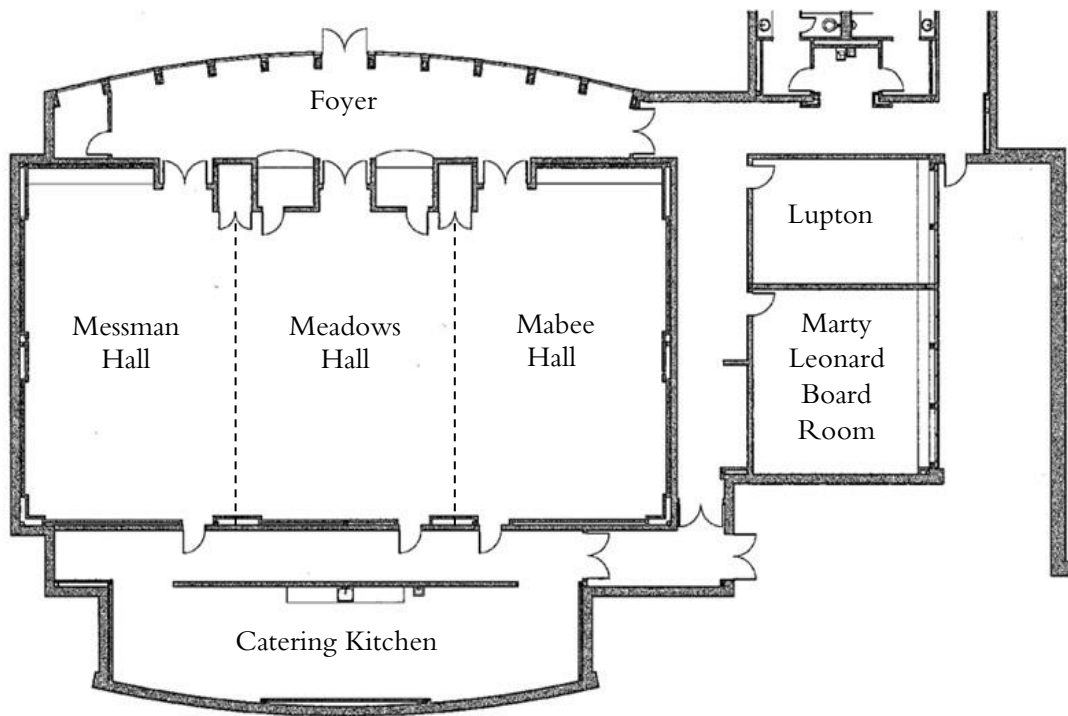 Foyer
Lupton
Messman
Hall
Meadows
Hall
Mabee
Hall
Marty
Leonard
Board
Room
Catering Kitchen